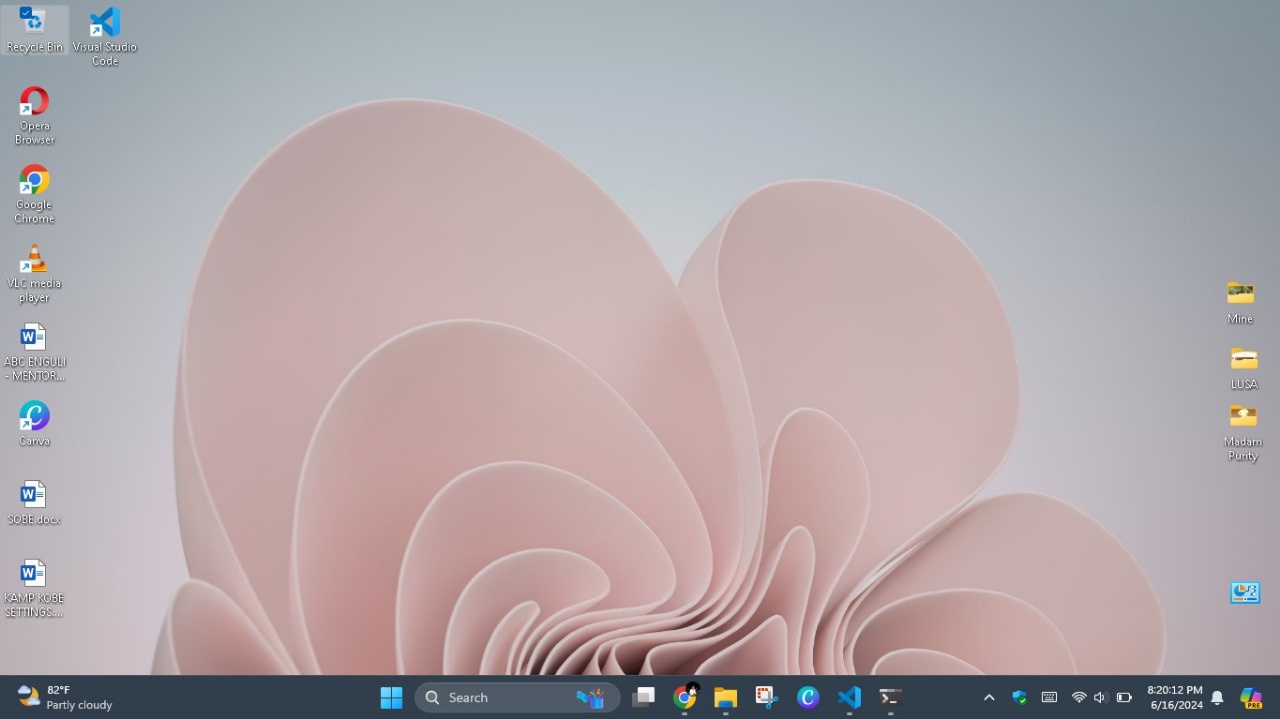 Recycle Bin
Visual Studio
Code
Opera
Browser
Google
Chrome
VLC media
player
ABC ENGULI
- MENTOR...
Canva
SOBE.docx
KAMP KOBE
SETTINGS....
Mine
LUSA
Madam
Purity
82°F
Partly cloudy
Search
8:20:12 PM
6/16/2024
PRE